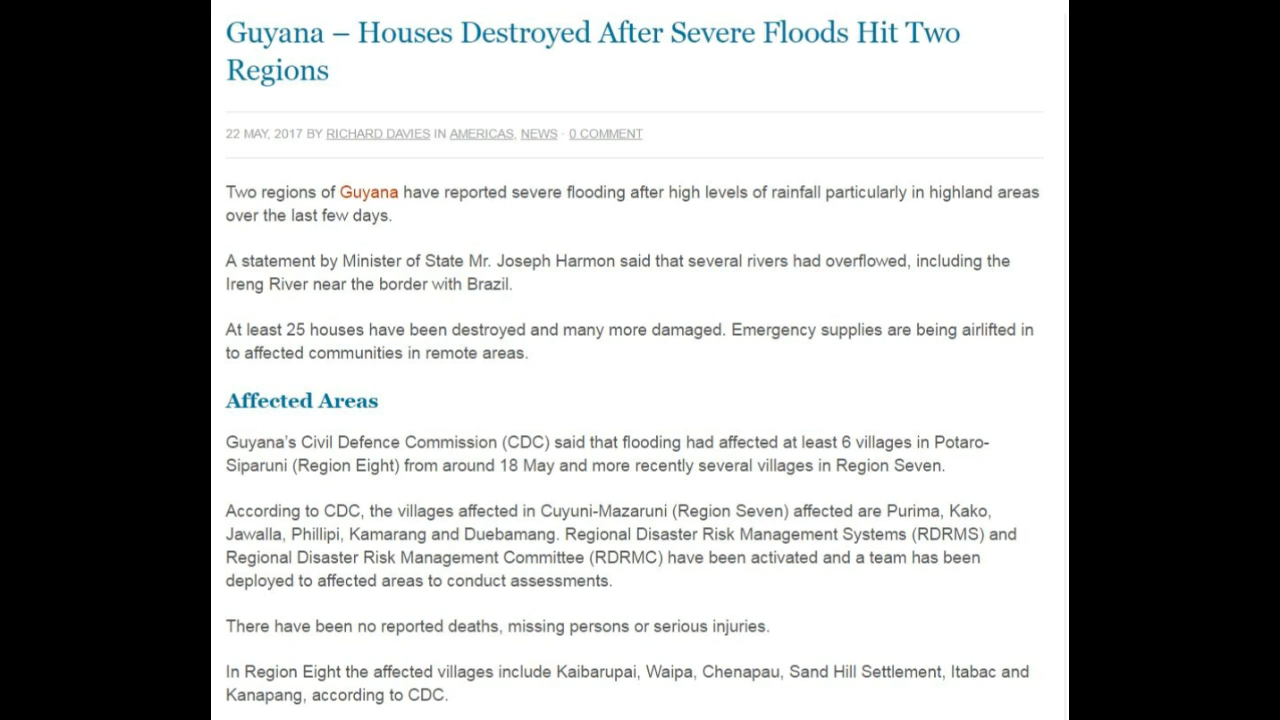 Guyana – Houses Destroyed After Severe Floods Hit Two
Regions
22 MAY, 2017 BY RICHARD DAVIES IN AMERICAS, NEWS · 0 COMMENT
Two regions of Guyana have reported severe flooding after high levels of rainfall particularly in highland areas
over the last few days.
A statement by Minister of State Mr. Joseph Harmon said that several rivers had overflowed, including the
Ireng River near the border with Brazil.
At least 25 houses have been destroyed and many more damaged. Emergency supplies are being airlifted in
to affected communities in remote areas.
Affected Areas
Guyana’s Civil Defence Commission (CDC) said that flooding had affected at least 6 villages in Potaro-
Siparuni (Region Eight) from around 18 May and more recently several villages in Region Seven.
According to CDC, the villages affected in Cuyuni-Mazaruni (Region Seven) affected are Purima, Kako,
Jawalla, Phillipi, Kamarang and Duebamang. Regional Disaster Risk Management Systems (RDRMS) and
Regional Disaster Risk Management Committee (RDRMC) have been activated and a team has been
deployed to affected areas to conduct assessments.
There have been no reported deaths, missing persons or serious injuries.
In Region Eight the affected villages include Kaibarupai, Waipa, Chenapau, Sand Hill Settlement, Itabac and
Kanapang, according to CDC.